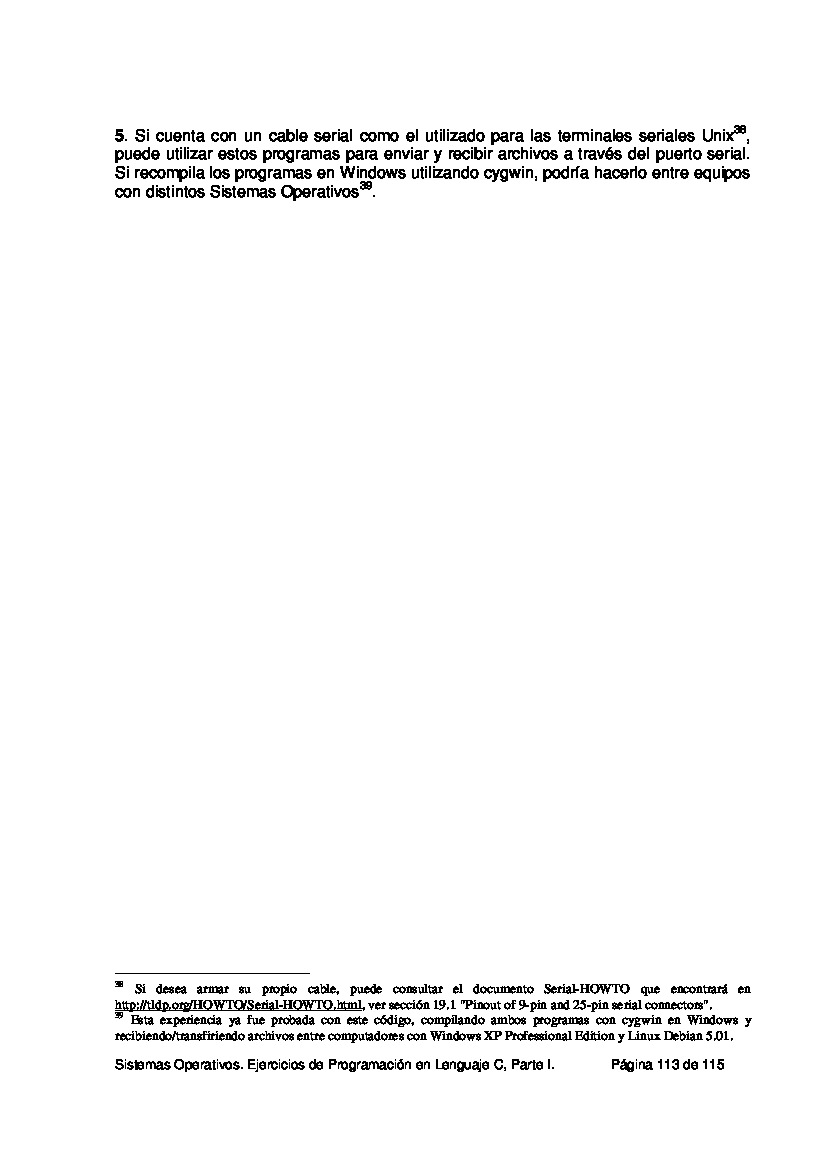 5. Si cuenta con un cable serial como el utilizado para las terminales seriales Unix38,
puede utilizar estos programas para enviar y recibir archivos a través del puerto serial.
Si recompila los programas en Windows utilizando cygwin, podría hacerlo entre equipos
con distintos Sistemas Operativos39.
38 Si desea armar su propio cable, puede consultar el documento Serial-HOWTO que encontrará en
http://tldp.org/HOWTO/Serial-HOWTO.html, ver sección 19.1 "Pinout of 9-pin and 25-pin serial connectors".
39 Esta experiencia ya fue probada con este código, compilando ambos programas con cygwin en Windows y
recibiendo/transfiriendo archivos entre computadores con Windows XP Professional Edition y Linux Debian 5.01.
Sistemas Operativos. Ejercicios de Programación en Lenguaje C, Parte I. Página 113 de 115